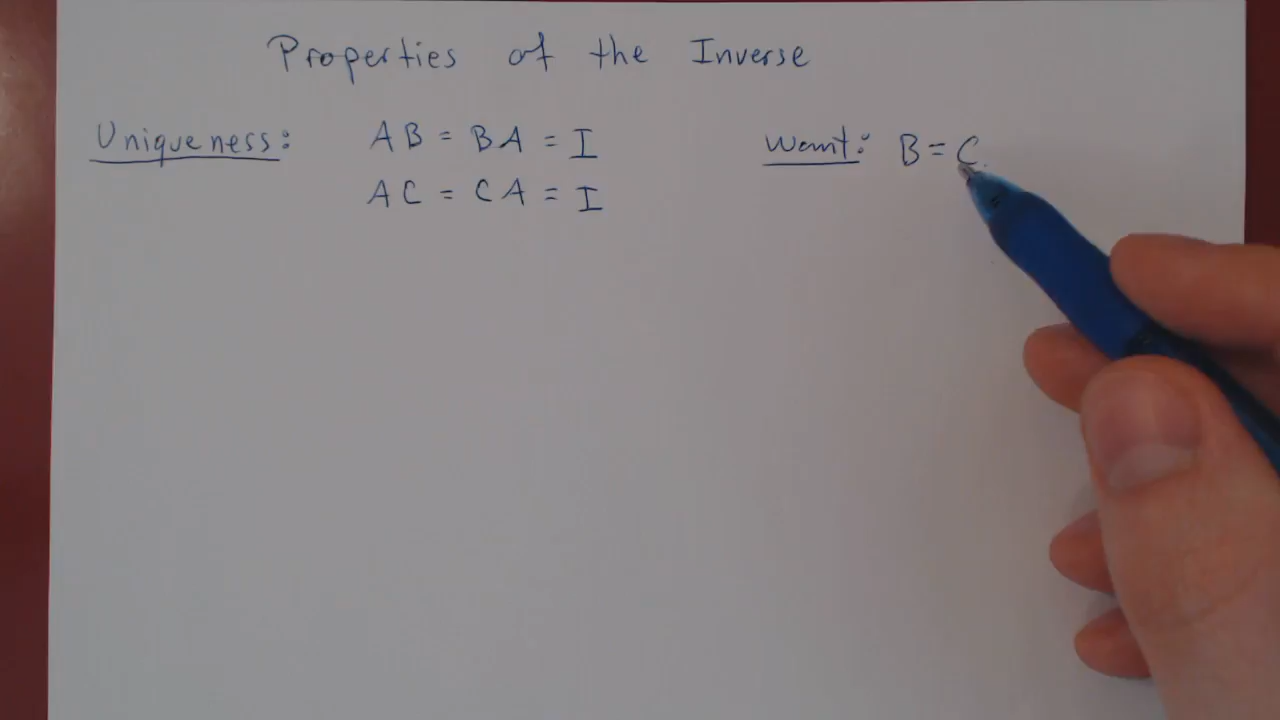 Properties of the Inverse
Uniqueness: AB = BA = I
Want: B = C.
AC = CA = I